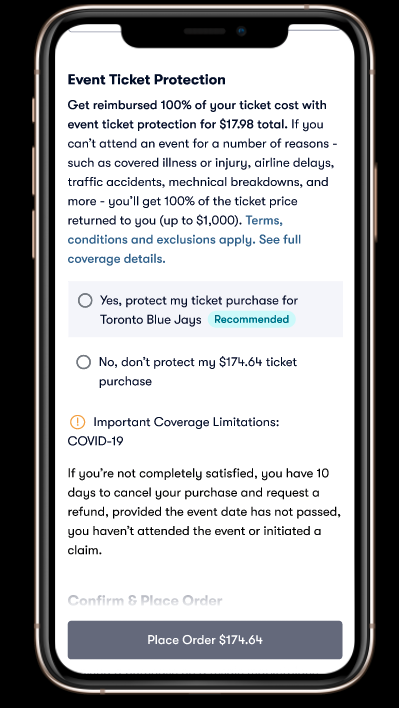 Event Ticket Protection
Get reimbursed 100% of your ticket cost with
event ticket protection for $17.98 total. If you
can't attend an event for a number of reasons -
such as covered illness or injury, airline delays,
traffic accidents, mechnical breakdowns, and
more - you'll get 100% of the ticket price
returned to you (up to $1,000). Terms,
conditions and exclusions apply. See full
coverage details.
Yes, protect my ticket purchase for
Toronto Blue Jays Recommended
No, don't protect my $174.64 ticket
purchase
Important Coverage Limitations:
COVID-19
If you're not completely satisfied, you have 10
days to cancel your purchase and request a
refund, provided the event date has not passed,
you haven't attended the event or initiated a
claim.
Confirm & Place Order
Place Order $174.64